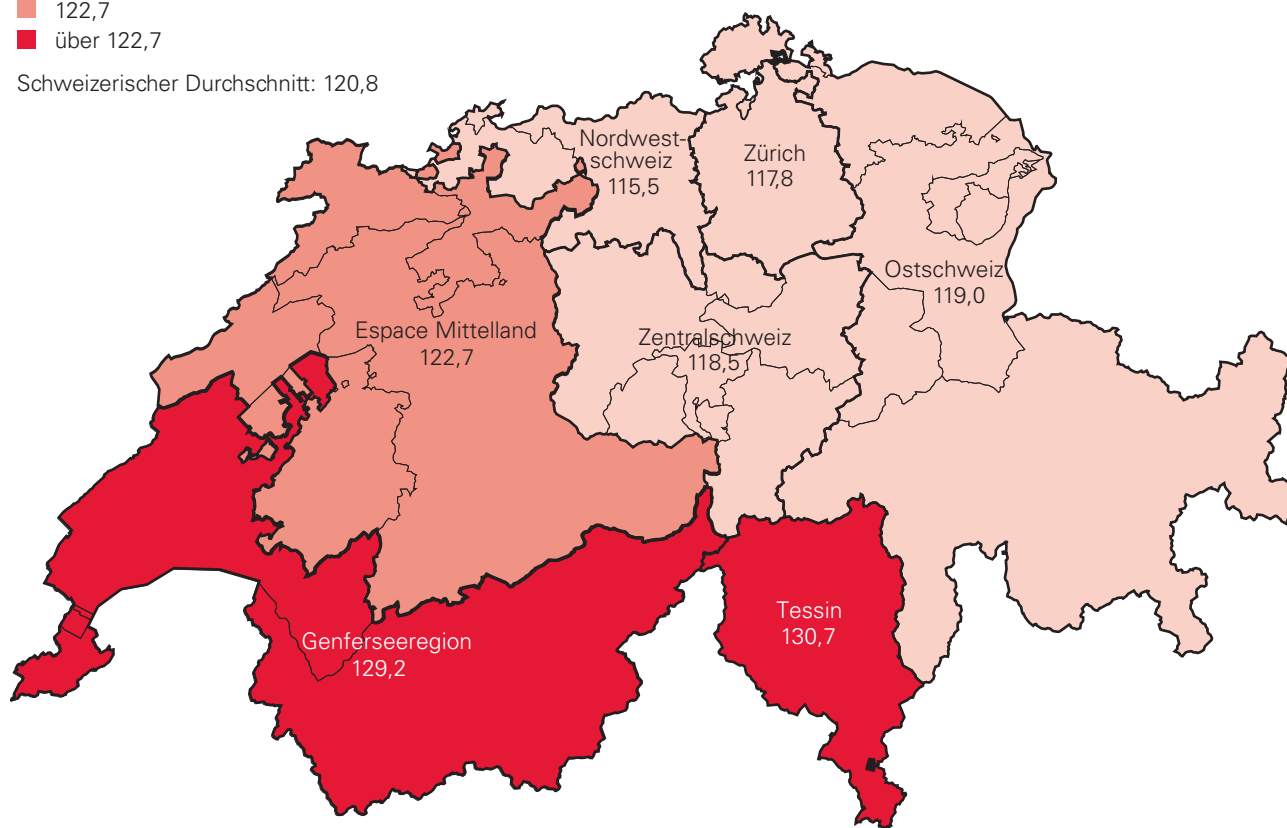 122,7
über 122,7
Schweizerischer Durchschnitt: 120,8
Nordwest-
schweiz
115,5
Zürich
117,8
Ostschweiz
119,0
Espace Mittelland
122,7
Zentralschweiz
118,5
Tessin
130,7
Genferseeregion
129,2